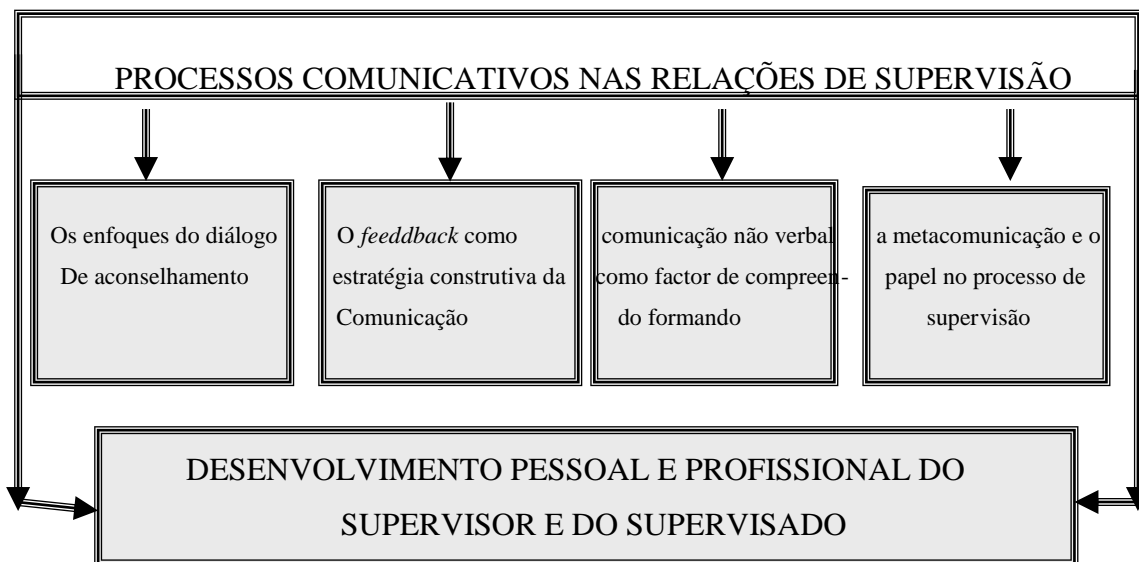 PROCESSOS COMUNICATIVOS NAS RELAÇÕES DE SUPERVISÃO
Os enfoques do diálogo
De aconselhamento
O feeddback como
estratégia construtiva da
Comunicação
comunicação não verbal
como factor de compreen-
do formando
a metacomunicação e o
papel no processo de
supervisão
DESENVOLVIMENTO PESSOAL E PROFISSIONAL DO
SUPERVISOR E DO SUPERVISADO